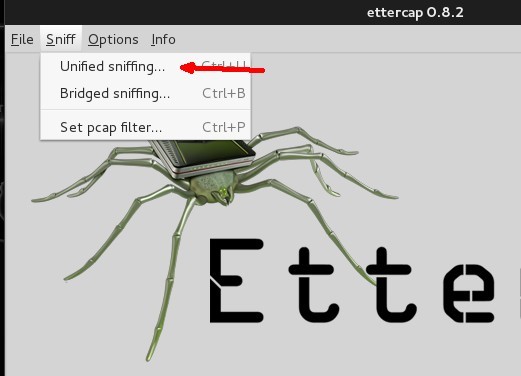 ettercap 0.8.2
File Sniff Options Info
Unified sniffing... Ctrl+U
Bridged sniffing... Ctrl+B
Set pcap filter... Ctrl+P
Ette